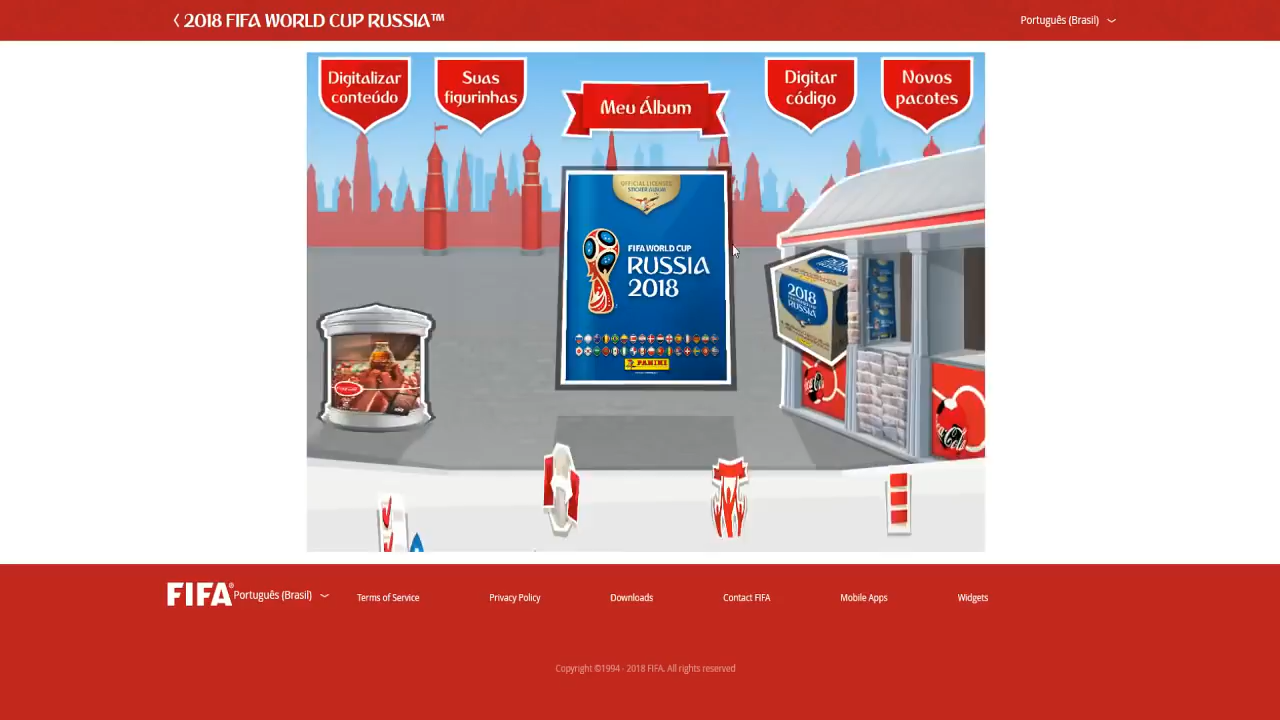 2018 FIFA WORLD CUP RUSSIA™
Português (Brasil)
Digitalizar
conteúdo
Suas
figurinhas
Meu Álbum
Digitar
código
Novos
pacotes
OFFICIAL LICENSED
STICKER ALBUM
FIFA WORLD CUP
RUSSIA
2018
PANINI
2018
RUSSIA
Coca-Cola
FIFA®
Português (Brasil)
Terms of Service
Privacy Policy
Downloads
Contact FIFA
Mobile Apps
Widgets
Copyright ©1994 - 2018 FIFA. All rights reserved